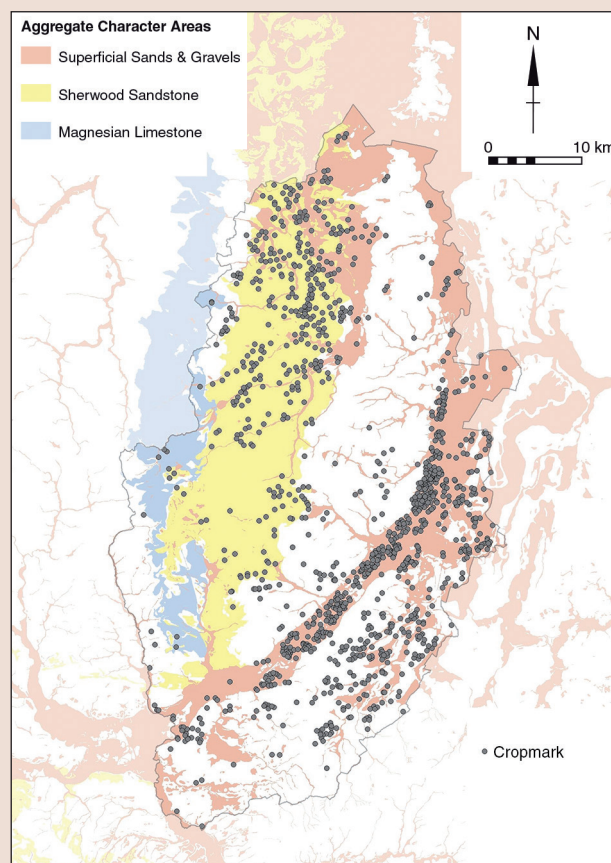 Aggregate Character Areas
Superficial Sands & Gravels
Sherwood Sandstone
Magnesian Limestone
N
0 10 km
Cropmark